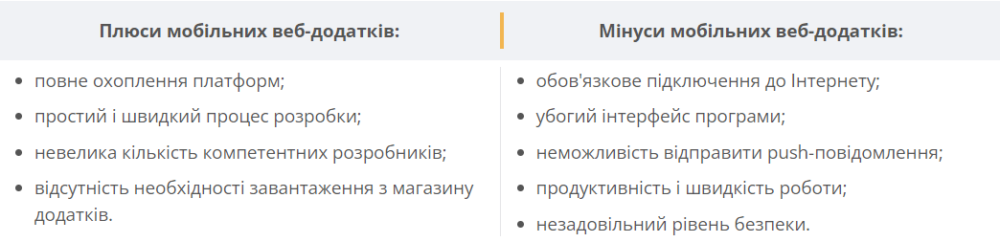 Плюси мобільних веб-додатків:
повне охоплення платформ;
простий і швидкий процес розробки;
невелика кількість компетентних розробників;
відсутність необхідності завантаження з магазину
додатків.
Мінуси мобільних веб-додатків:
обов'язкове підключення до Інтернету;
убогий інтерфейс програми;
неможливість відправити push-повідомлення;
продуктивність і швидкість роботи;
незадовільний рівень безпеки.